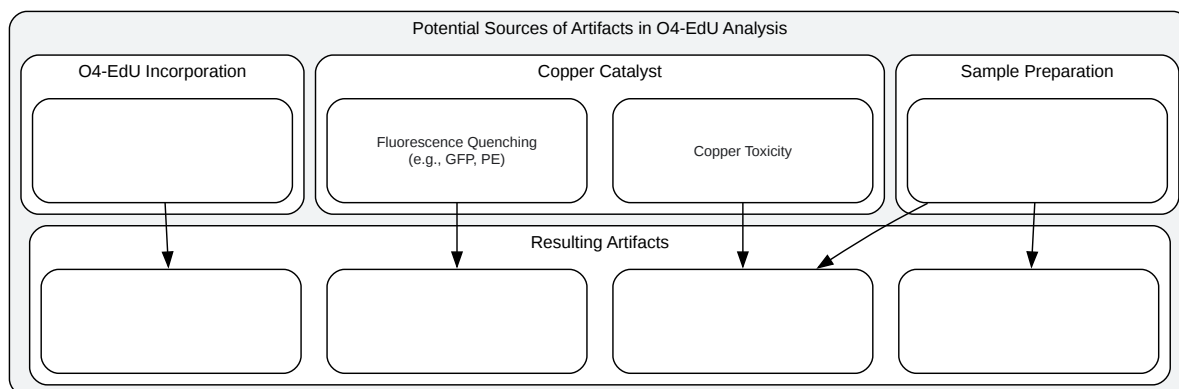 Potential Sources of Artifacts in O4-EdU Analysis
O4-EdU Incorporation
Copper Catalyst
Sample Preparation
Fluorescence Quenching
(e.g., GFP, PE)
Copper Toxicity
Resulting Artifacts